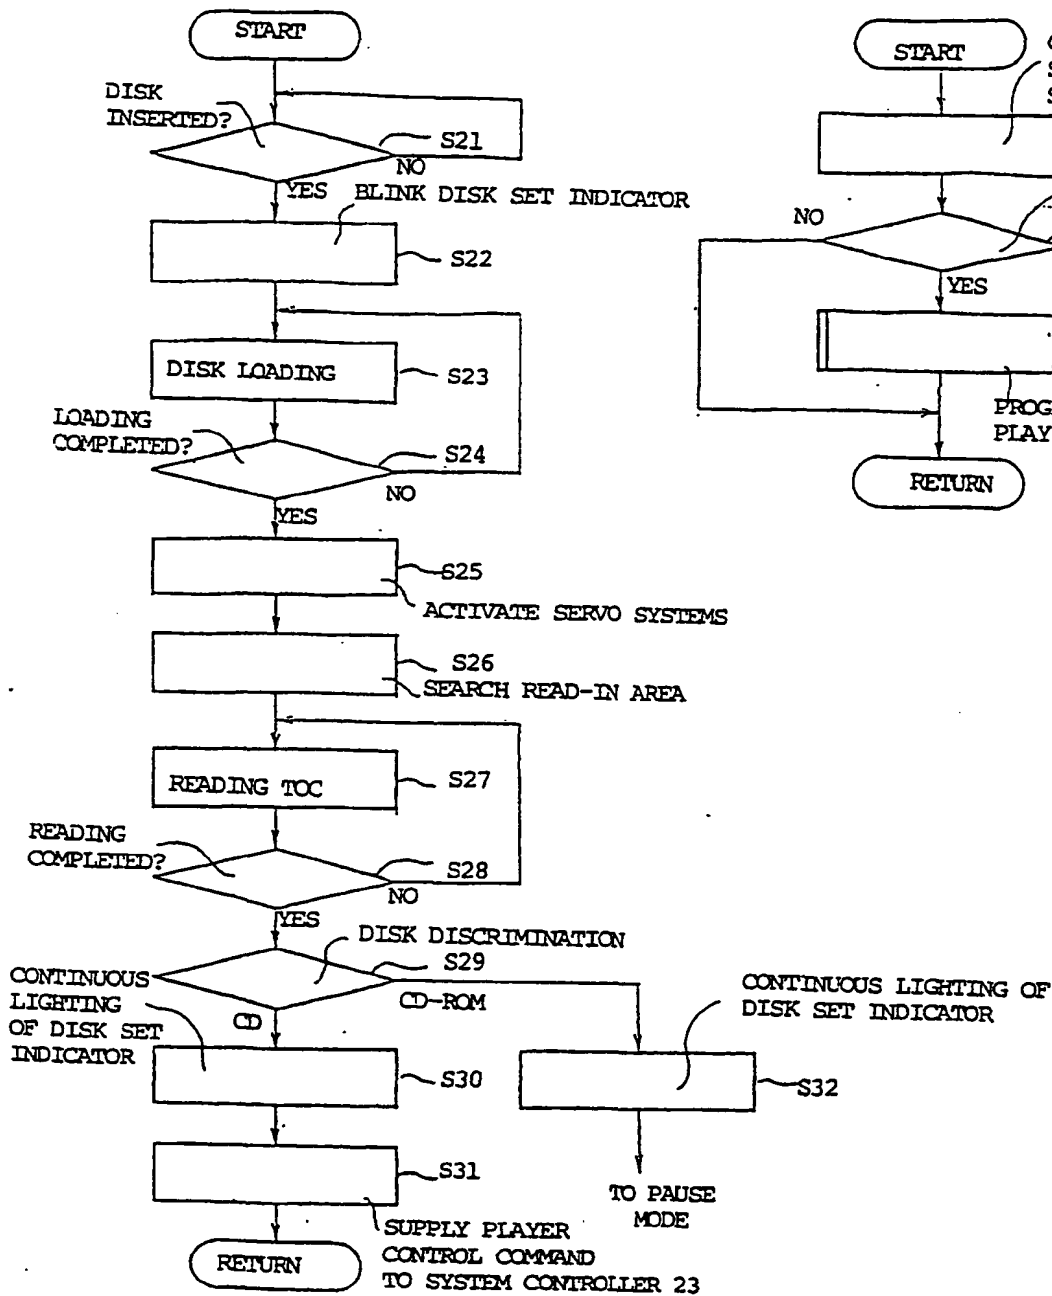 START
DISK
INSERTED?
S21
NO
YES
BLINK DISK SET INDICATOR
S22
DISK LOADING
S23
LOADING
COMPLETED?
S24
NO
YES
S25
ACTIVATE SERVO SYSTEMS
S26
SEARCH READ-IN AREA
READING TOC
S27
READING
COMPLETED?
S28
NO
YES
DISK DISCRIMINATION
S29
CONTINUOUS
LIGHTING
OF DISK SET
INDICATOR
CD
CD-ROM
CONTINUOUS LIGHTING OF
DISK SET INDICATOR
S30
S32
S31
TO PAUSE
MODE
SUPPLY PLAYER
CONTROL COMMAND
TO SYSTEM CONTROLLER 23
RETURN
START
NO
YES
PROG
PLAY
RETURN